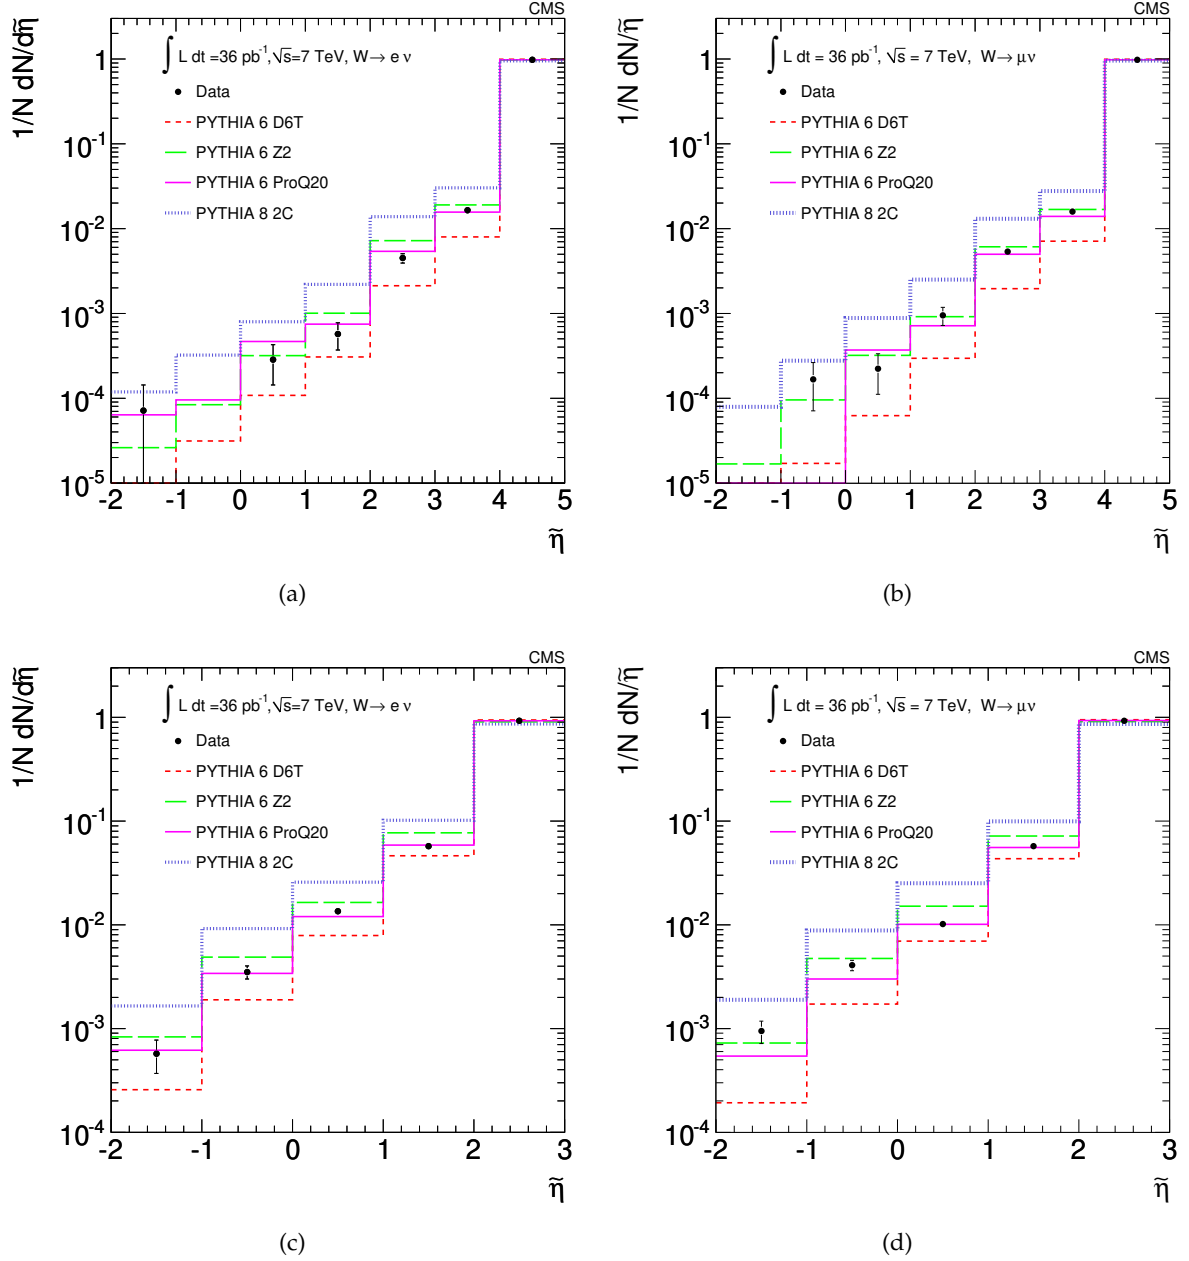 CMS
1/N dN/dη̃
∫ L dt =36 pb⁻¹,√s=7 TeV, W→ e ν
Data
PYTHIA 6 D6T
PYTHIA 6 Z2
PYTHIA 6 ProQ20
PYTHIA 8 2C
1
10⁻¹
10⁻²
10⁻³
10⁻⁴
10⁻⁵
-2 -1 0 1 2 3 4 5
η̃
(a)
CMS
1/N dN/η̃
∫ L dt = 36 pb⁻¹, √s = 7 TeV, W→ μν
Data
PYTHIA 6 D6T
PYTHIA 6 Z2
PYTHIA 6 ProQ20
PYTHIA 8 2C
1
10⁻¹
10⁻²
10⁻³
10⁻⁴
10⁻⁵
-2 -1 0 1 2 3 4 5
η̃
(b)
CMS
1/N dN/dη̃
∫ L dt =36 pb⁻¹,√s=7 TeV, W→ e ν
Data
PYTHIA 6 D6T
PYTHIA 6 Z2
PYTHIA 6 ProQ20
PYTHIA 8 2C
1
10⁻¹
10⁻²
10⁻³
10⁻⁴
-2 -1 0 1 2 3
η̃
(c)
CMS
1/N dN/η̃
∫ L dt = 36 pb⁻¹, √s = 7 TeV, W→ μν
Data
PYTHIA 6 D6T
PYTHIA 6 Z2
PYTHIA 6 ProQ20
PYTHIA 8 2C
1
10⁻¹
10⁻²
10⁻³
10⁻⁴
-2 -1 0 1 2 3
η̃
(d)